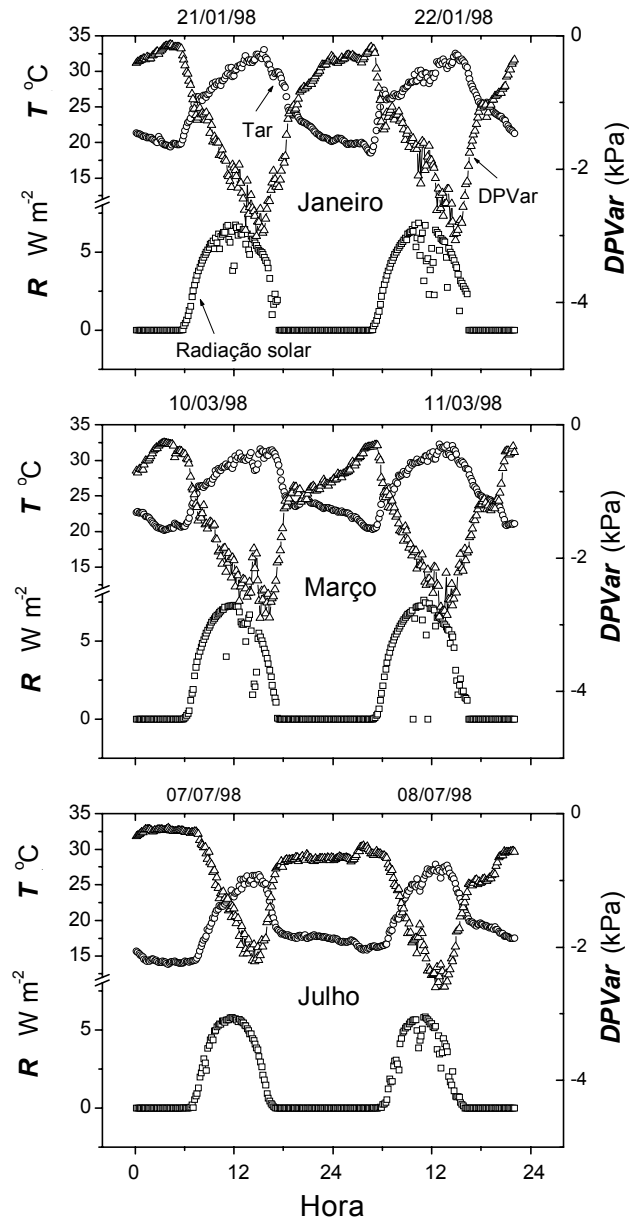 21/01/98 22/01/98
35
30
25
20
15
5
0
T °C
R W m-2
0
-2
-4
DPVar (kPa)
Tar
DPVar
Janeiro
Radiação solar
10/03/98 11/03/98
35
30
25
20
15
5
0
T °C
R W m-2
0
-2
-4
DPVar (kPa)
Março
07/07/98 08/07/98
35
30
25
20
15
5
0
T °C
R W m-2
0
-2
-4
DPVar (kPa)
Julho
0 12 24 12 24
Hora